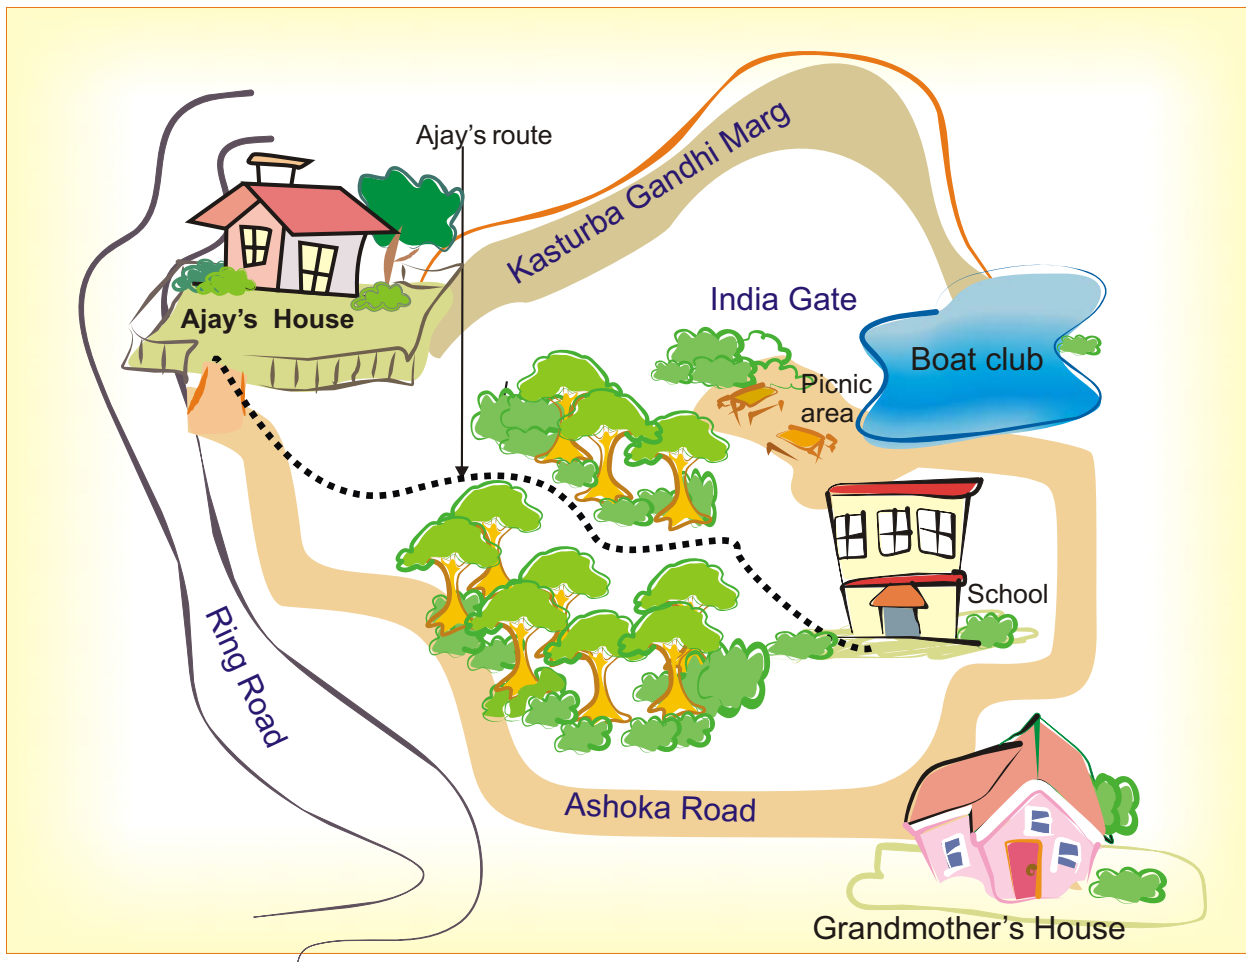 Ajay's route
Kasturba Gandhi Marg
India Gate
Ajay's House
Boat club
Picnic
area
School
Ring Road
Ashoka Road
Grandmother's House